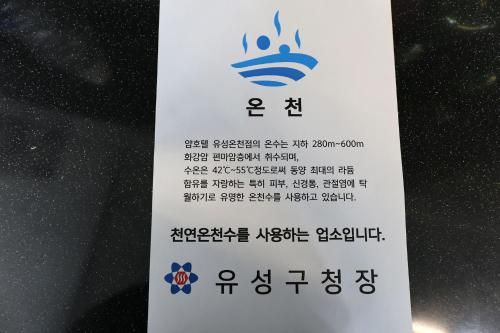 온 천
얌호텔 유성온천점의 온수는 지하 280m~600m
화강암 편마암층에서 취수되며,
수온은 42℃~55℃정도로써 동양 최대의 라듐
함유를 자랑하는 특히 피부, 신경통, 관절염에 탁
월하기로 유명한 온천수를 사용하고 있습니다.
천연온천수를 사용하는 업소입니다.
유성구청장